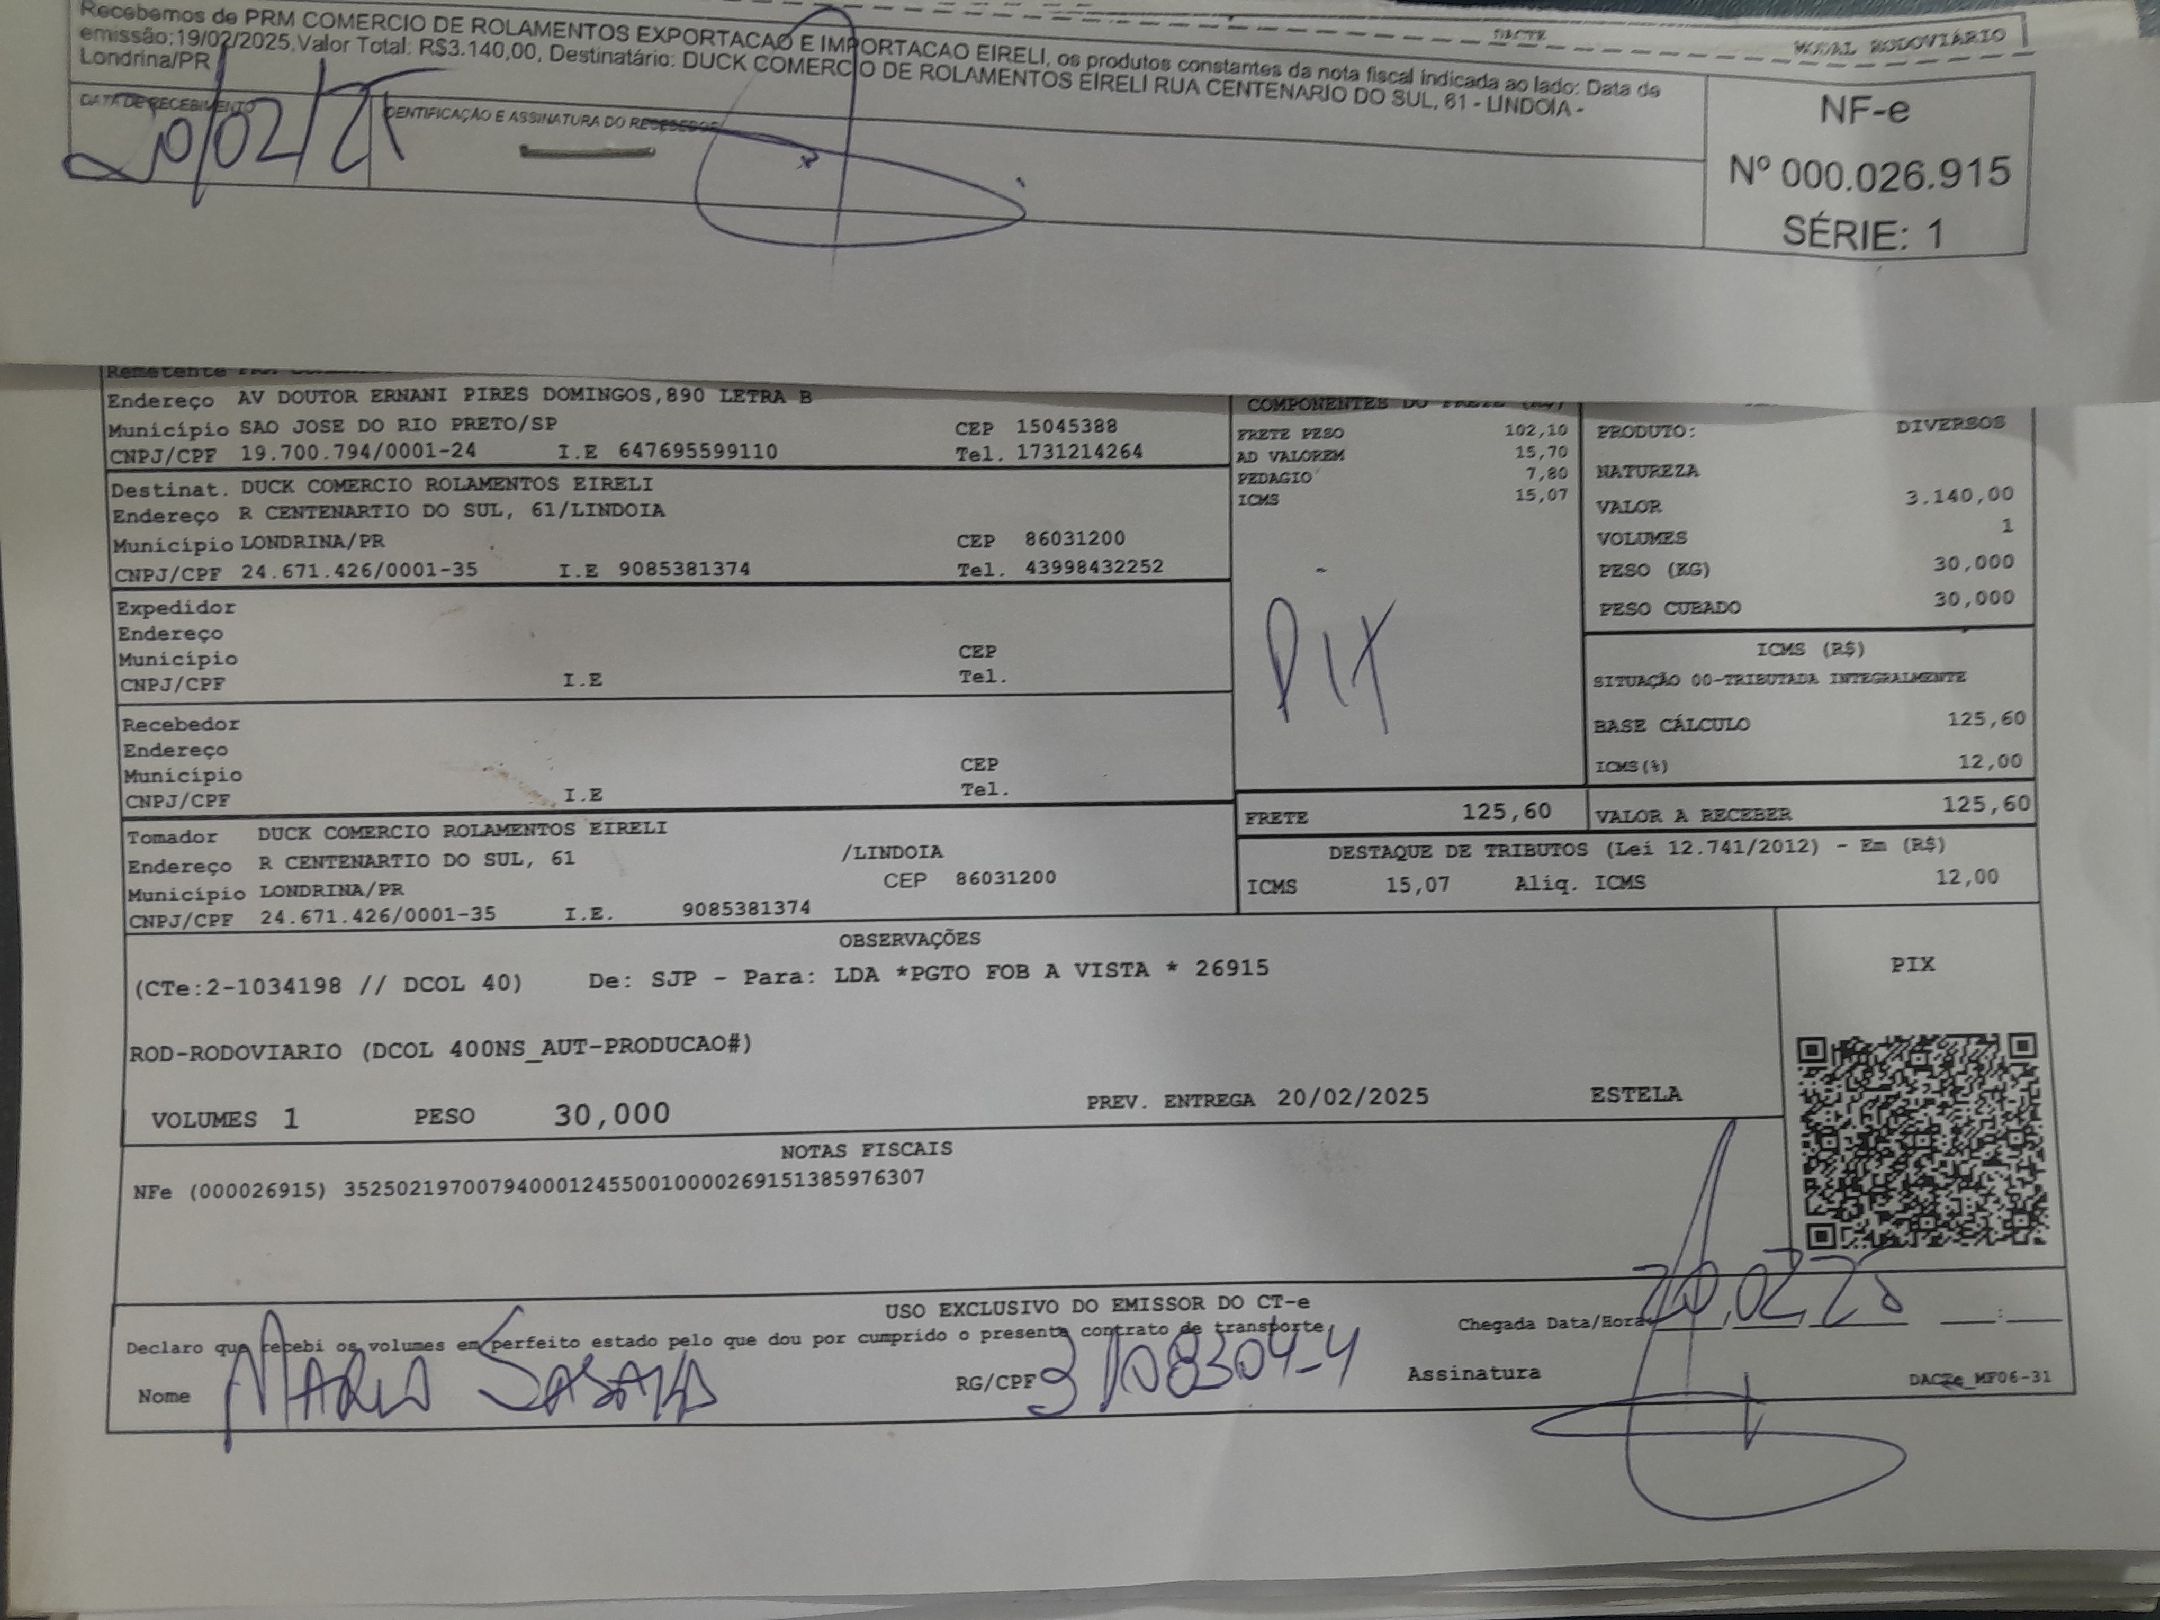 DACTE
MODAL RODOVIÁRIO
Recebemos de PRM COMERCIO DE ROLAMENTOS EXPORTACAO E IMPORTACAO EIRELI, os produtos constantes da nota fiscal indicada ao lado: Data de
emissão:19/02/2025,Valor Total: R$3.140,00, Destinatário: DUCK COMERCIO DE ROLAMENTOS EIRELI RUA CENTENARIO DO SUL, 61 - LINDOIA -
Londrina/PR
DATA DE RECEBIMENTO
IDENTIFICAÇÃO E ASSINATURA DO RECEBEDOR
20/02/25
NF-e
Nº 000.026.915
SÉRIE: 1
Remetente
Endereço AV DOUTOR ERNANI PIRES DOMINGOS,890 LETRA B
Município SAO JOSE DO RIO PRETO/SP CEP 15045388
CNPJ/CPF 19.700.794/0001-24 I.E 647695599110 Tel. 1731214264
Destinat. DUCK COMERCIO ROLAMENTOS EIRELI
Endereço R CENTENARTIO DO SUL, 61/LINDOIA
Município LONDRINA/PR CEP 86031200
CNPJ/CPF 24.671.426/0001-35 I.E 9085381374 Tel. 43998432252
Expedidor
Endereço
Município CEP
CNPJ/CPF I.E Tel.
Recebedor
Endereço
Município CEP
CNPJ/CPF I.E Tel.
Tomador DUCK COMERCIO ROLAMENTOS EIRELI
Endereço R CENTENARTIO DO SUL, 61 /LINDOIA
Município LONDRINA/PR CEP 86031200
CNPJ/CPF 24.671.426/0001-35 I.E. 9085381374
COMPONENTES DO FRETE (R$)
FRETE PESO 102,10
AD VALOREM 15,70
PEDAGIO 7,80
ICMS 15,07
PIX
PRODUTO: DIVERSOS
NATUREZA
VALOR 3.140,00
VOLUMES 1
PESO (KG) 30,000
PESO CUBADO 30,000
ICMS (R$)
SITUAÇÃO 00-TRIBUTADA INTEGRALMENTE
BASE CÁLCULO 125,60
ICMS(%) 12,00
FRETE 125,60 VALOR A RECEBER 125,60
DESTAQUE DE TRIBUTOS (Lei 12.741/2012) - Em (R$)
ICMS 15,07 Aliq. ICMS 12,00
OBSERVAÇÕES
(CTe:2-1034198 // DCOL 40) De: SJP - Para: LDA *PGTO FOB A VISTA * 26915
ROD-RODOVIARIO (DCOL 400NS_AUT-PRODUCAO#)
VOLUMES 1 PESO 30,000 PREV. ENTREGA 20/02/2025 ESTELA
PIX
NOTAS FISCAIS
NFe (000026915) 35250219700794000124550010000269151385976307
USO EXCLUSIVO DO EMISSOR DO CT-e
Declaro que recebi os volumes em perfeito estado pelo que dou por cumprido o presente contrato de transporte
Chegada Data/Hora 20 02 25 :
Nome MARIO RG/CPF 3108304-4 Assinatura
DACTe_MF06-31